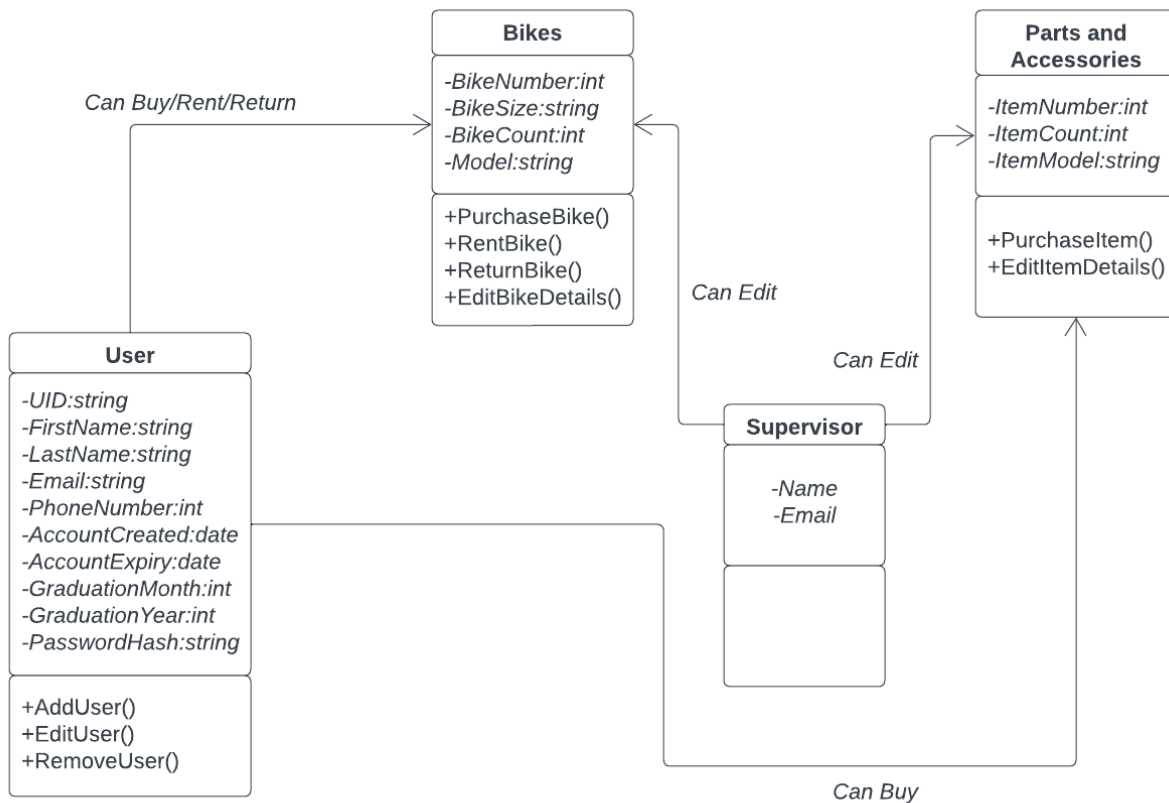 Bikes
-BikeNumber:int
-BikeSize:string
-BikeCount:int
-Model:string
+PurchaseBike()
+RentBike()
+ReturnBike()
+EditBikeDetails()
Parts and
Accessories
-ItemNumber:int
-ItemCount:int
-ItemModel:string
+PurchaseItem()
+EditItemDetails()
Can Buy/Rent/Return
Can Edit
Can Edit
User
-UID:string
-FirstName:string
-LastName:string
-Email:string
-PhoneNumber:int
-AccountCreated:date
-AccountExpiry:date
-GraduationMonth:int
-GraduationYear:int
-PasswordHash:string
+AddUser()
+EditUser()
+RemoveUser()
Supervisor
-Name
-Email
Can Buy